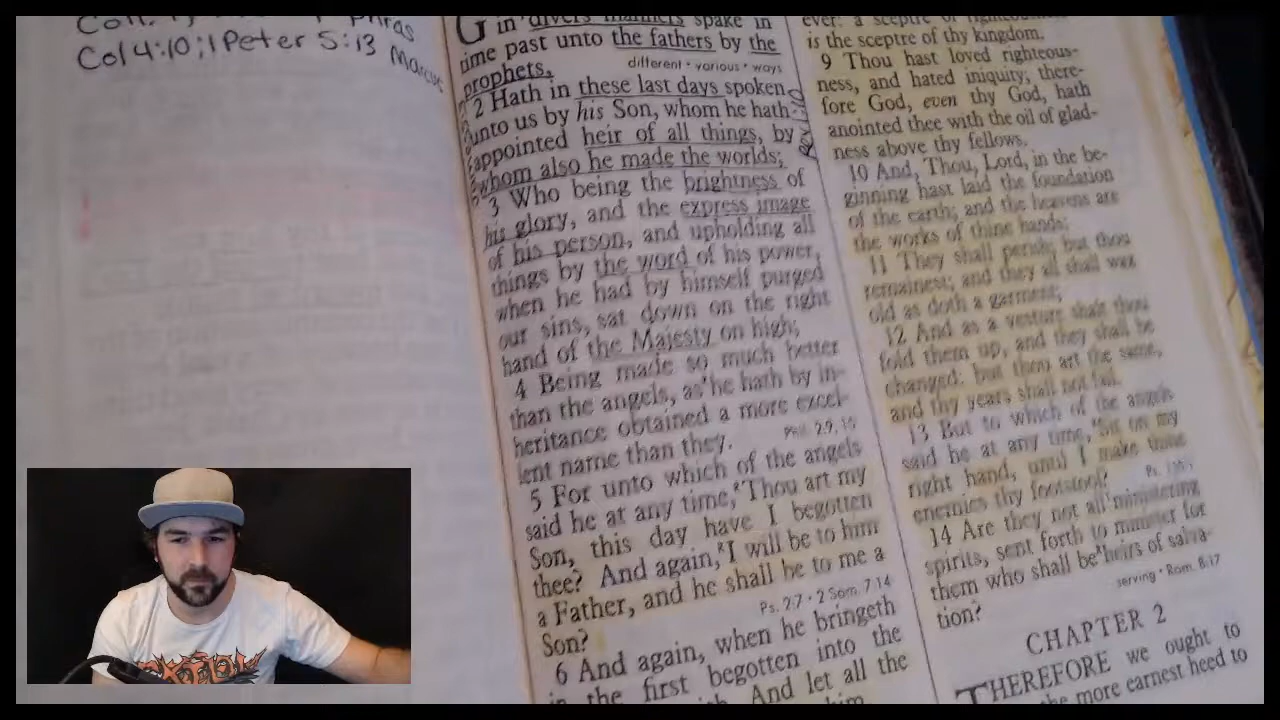 Col 4:10; 1 Peter 5:13 Marcus
in divers manners spake in
time past unto the fathers by the
prophets,
different • various • ways
2 Hath in these last days spoken
unto us by his Son, whom he hath
appointed heir of all things, by
whom also he made the worlds;
3 Who being the brightness of
his glory, and the express image
of his person, and upholding all
things by the word of his power,
when he had by himself purged
our sins, sat down on the right
hand of the Majesty on high;
4 Being made so much better
than the angels, as he hath by in-
heritance obtained a more excel-
lent name than they.
Phil. 2:9, 10
5 For unto which of the angels
said he at any time, Thou art my
Son, this day have I begotten
thee? And again, I will be to him
a Father, and he shall be to me a
Son?
Ps. 2:7 • 2 Sam. 7:14
6 And again, when he bringeth
in the first begotten into the
And let all the
him.
ever: a sceptre of righteous-
is the sceptre of thy kingdom.
9 Thou hast loved righteous-
ness, and hated iniquity; there-
fore God, even thy God, hath
anointed thee with the oil of glad-
ness above thy fellows.
10 And, Thou, Lord, in the be-
ginning hast laid the foundation
of the earth; and the heavens are
the works of thine hands:
11 They shall perish; but thou
remainest; and they all shall wax
old as doth a garment;
12 And as a vesture shalt thou
fold them up, and they shall be
changed: but thou art the same,
and thy years shall not fail.
13 But to which of the angels
said he at any time, Sit on my
right hand, until I make thine
enemies thy footstool?
14 Are they not all ministering
spirits, sent forth to minister for
them who shall be heirs of salva-
tion?
serving • Rom. 8:17
CHAPTER 2
THEREFORE we ought to
the more earnest heed to